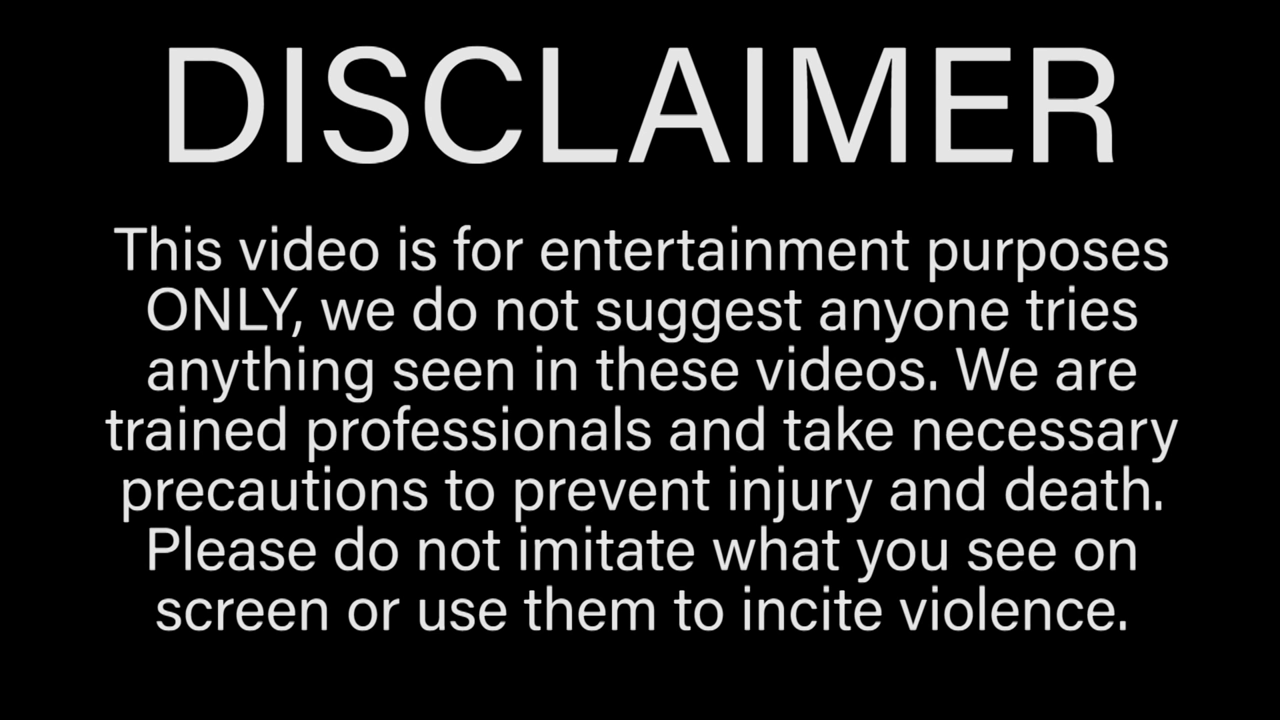 DISCLAIMER
This video is for entertainment purposes
ONLY, we do not suggest anyone tries
anything seen in these videos. We are
trained professionals and take necessary
precautions to prevent injury and death.
Please do not imitate what you see on
screen or use them to incite violence.